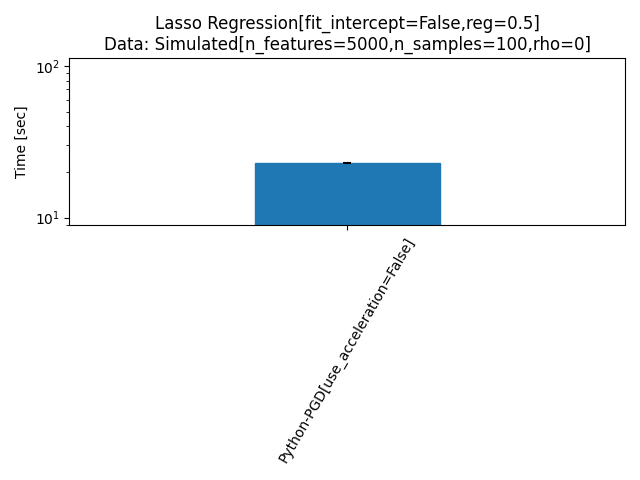 Lasso Regression[fit_intercept=False,reg=0.5]
Data: Simulated[n_features=5000,n_samples=100,rho=0]
Time [sec]
10²
10¹
Python-PGD[use_acceleration=False]